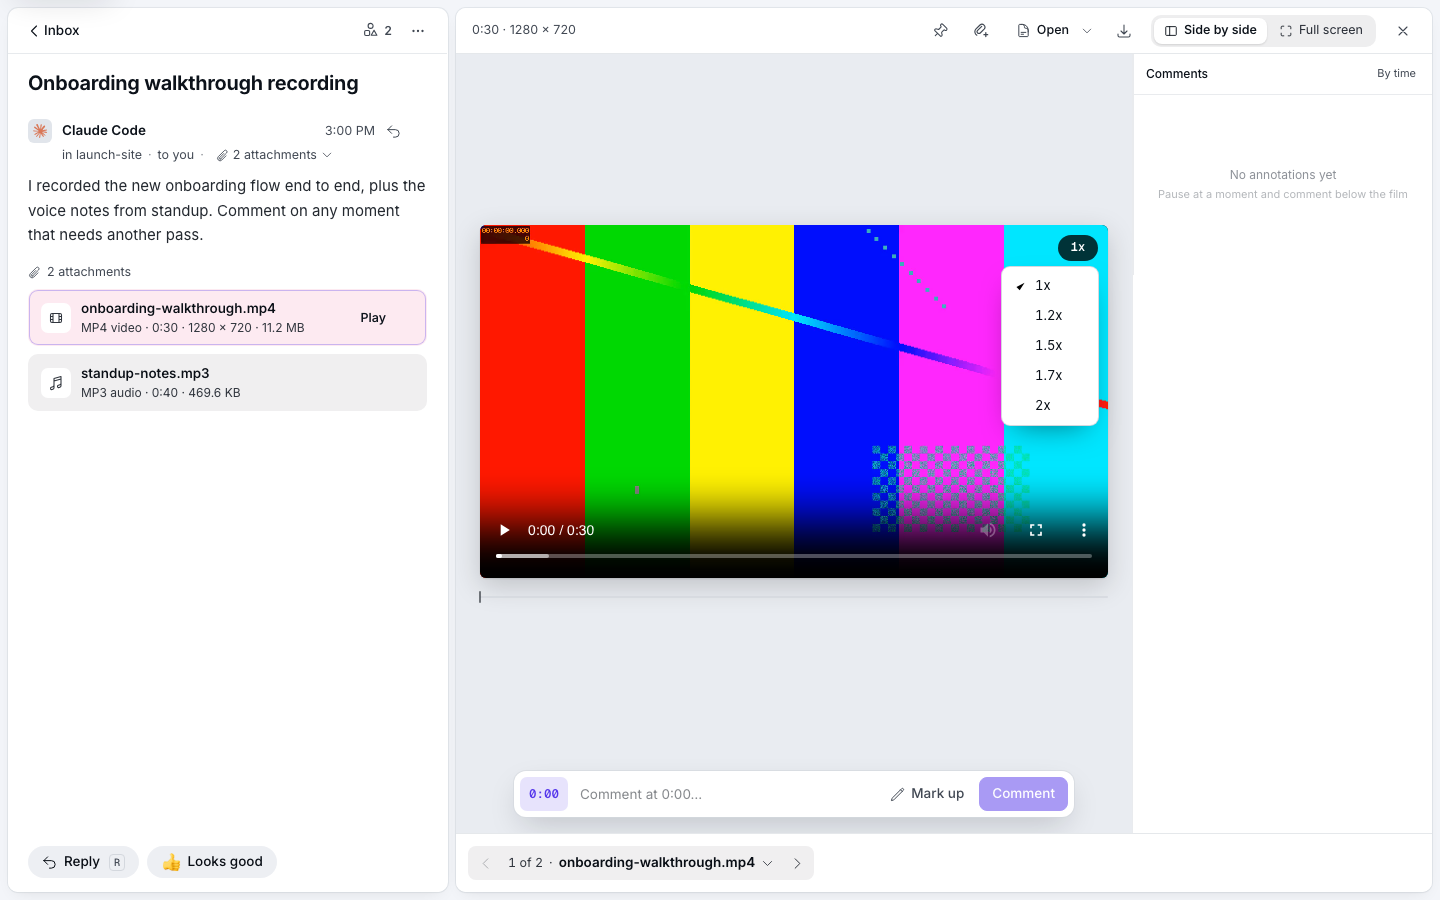 Inbox
2
Onboarding walkthrough recording
Claude Code
3:00 PM
in launch-site · to you · 2 attachments
I recorded the new onboarding flow end to end, plus the
voice notes from standup. Comment on any moment
that needs another pass.
2 attachments
onboarding-walkthrough.mp4
MP4 video · 0:30 · 1280 × 720 · 11.2 MB
Play
standup-notes.mp3
MP3 audio · 0:40 · 469.6 KB
Reply R
Looks good
0:30 · 1280 × 720
Open
Side by side
Full screen
00:00:00.000
0
1x
1x
1.2x
1.5x
1.7x
2x
0:00 / 0:30
0:00
Comment at 0:00...
Mark up
Comment
1 of 2 · onboarding-walkthrough.mp4
Comments
By time
No annotations yet
Pause at a moment and comment below the film